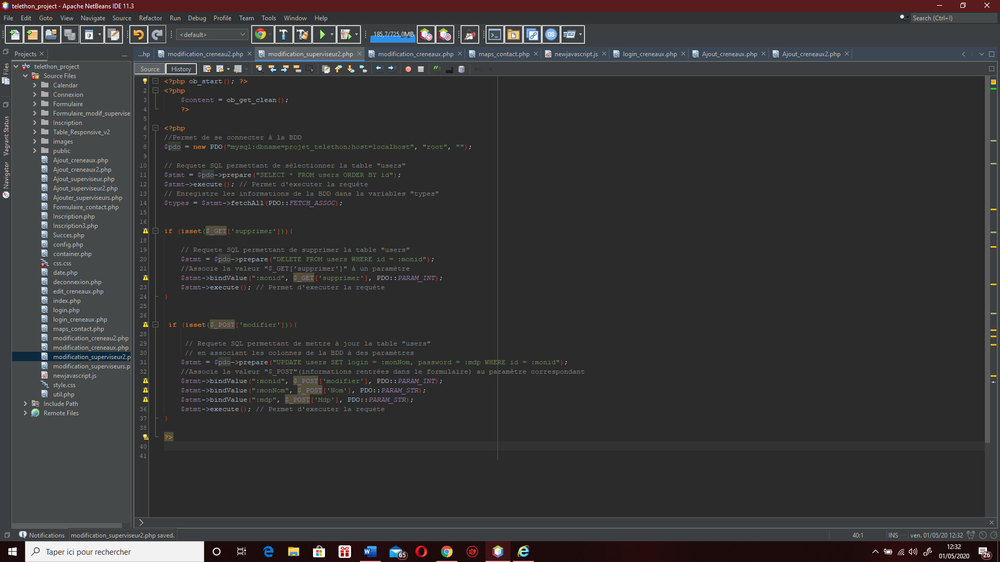 telethon_project - Apache NetBeans IDE 11.3
File Edit Goto View Navigate Source Refactor Run Debug Profile Team Tools Window Help
Search (Ctrl+I)
<default>
185,7/725,0MB
Projects
...hp modification_creneau2.php modification_superviseur2.php modification_creneaux.php maps_contact.php newjavascript.js login_creneaux.php Ajout_creneaux.php Ajout_creneaux2.php
Source History
Files
Vagrant Status
Navigator
telethon_project
Source Files
Calendar
Connexion
Formulaire
Formulaire_modif_supervise
Inscription
Table_Responsive_v2
images
public
Ajout_creneaux.php
Ajout_creneaux2.php
Ajout_superviseur.php
Ajout_superviseur2.php
Ajouter_superviseurs.php
Formulaire_contact.php
Inscription.php
Inscription3.php
Succes.php
config.php
container.php
css.css
date.php
deconnexion.php
edit_creneaux.php
index.php
login.php
login_creneaux.php
maps_contact.php
modification_creneau2.php
modification_creneaux.php
modification_superviseur2.p
modification_superviseurs.p
newjavascript.js
style.css
util.php
Include Path
Remote Files
<?php ob_start(); ?>
2 <?php
3 $content = ob_get_clean();
4 ?>
5
6 <?php
7 //Permet de se connecter à la BDD
8 $pdo = new PDO("mysql:dbname=projet_telethon;host=localhost", "root", "");
9
10 // Requete SQL permettant de sélectionner la table "users"
11 $stmt = $pdo->prepare("SELECT * FROM users ORDER BY id");
12 $stmt->execute(); // Permet d'executer la requéte
13 // Enregistre les informations de la BDD dans la variables "types"
14 $types = $stmt->fetchAll(PDO::FETCH_ASSOC);
15
16
if (isset($_GET['supprimer'])){
18
19 // Requete SQL permettant de supprimer la table "users"
20 $stmt = $pdo->prepare("DELETE FROM users WHERE id = :monid");
21 //Associe la valeur "$_GET['supprimer']" à un paramètre
$stmt->bindValue(":monid", $_GET['supprimer'], PDO::PARAM_INT);
23 $stmt->execute(); // Permet d'executer la requéte
24 }
25
26
if (isset($_POST['modifier'])){
28
29 // Requete SQL permettant de mettre à jour la table "users"
30 // en associant les colonnes de la BDD à des paramètres
31 $stmt = $pdo->prepare("UPDATE users SET login = :monNom, password = :mdp WHERE id = :monid");
32 //Associe la valeur "$_POST"(informations rentrées dans le formulaire) au paramètre correspondant
$stmt->bindValue(":monid", $_POST['modifier'], PDO::PARAM_INT);
$stmt->bindValue(":monNom", $_POST['Nom'], PDO::PARAM_STR);
$stmt->bindValue(":mdp", $_POST['Mdp'], PDO::PARAM_STR);
36 $stmt->execute(); // Permet d'executer la requéte
37 }
38
?>
40
41
Notifications modification_superviseur2.php saved.
40:1 INS ven. 01/05/20 12:32
Taper ici pour rechercher
65
12:32
01/05/2020
26